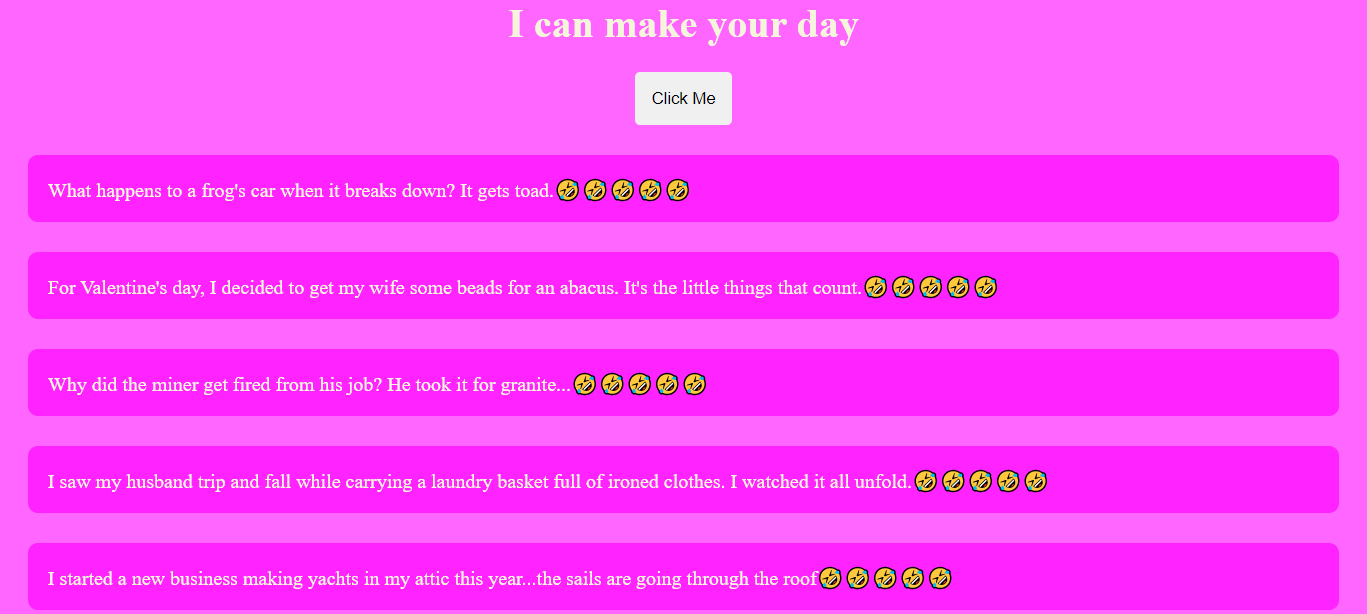 I can make your day
Click Me
What happens to a frog's car when it breaks down? It gets toad.🤣🤣🤣🤣🤣
For Valentine's day, I decided to get my wife some beads for an abacus. It's the little things that count.🤣🤣🤣🤣🤣
Why did the miner get fired from his job? He took it for granite...🤣🤣🤣🤣🤣
I saw my husband trip and fall while carrying a laundry basket full of ironed clothes. I watched it all unfold.🤣🤣🤣🤣🤣
I started a new business making yachts in my attic this year...the sails are going through the roof🤣🤣🤣🤣🤣